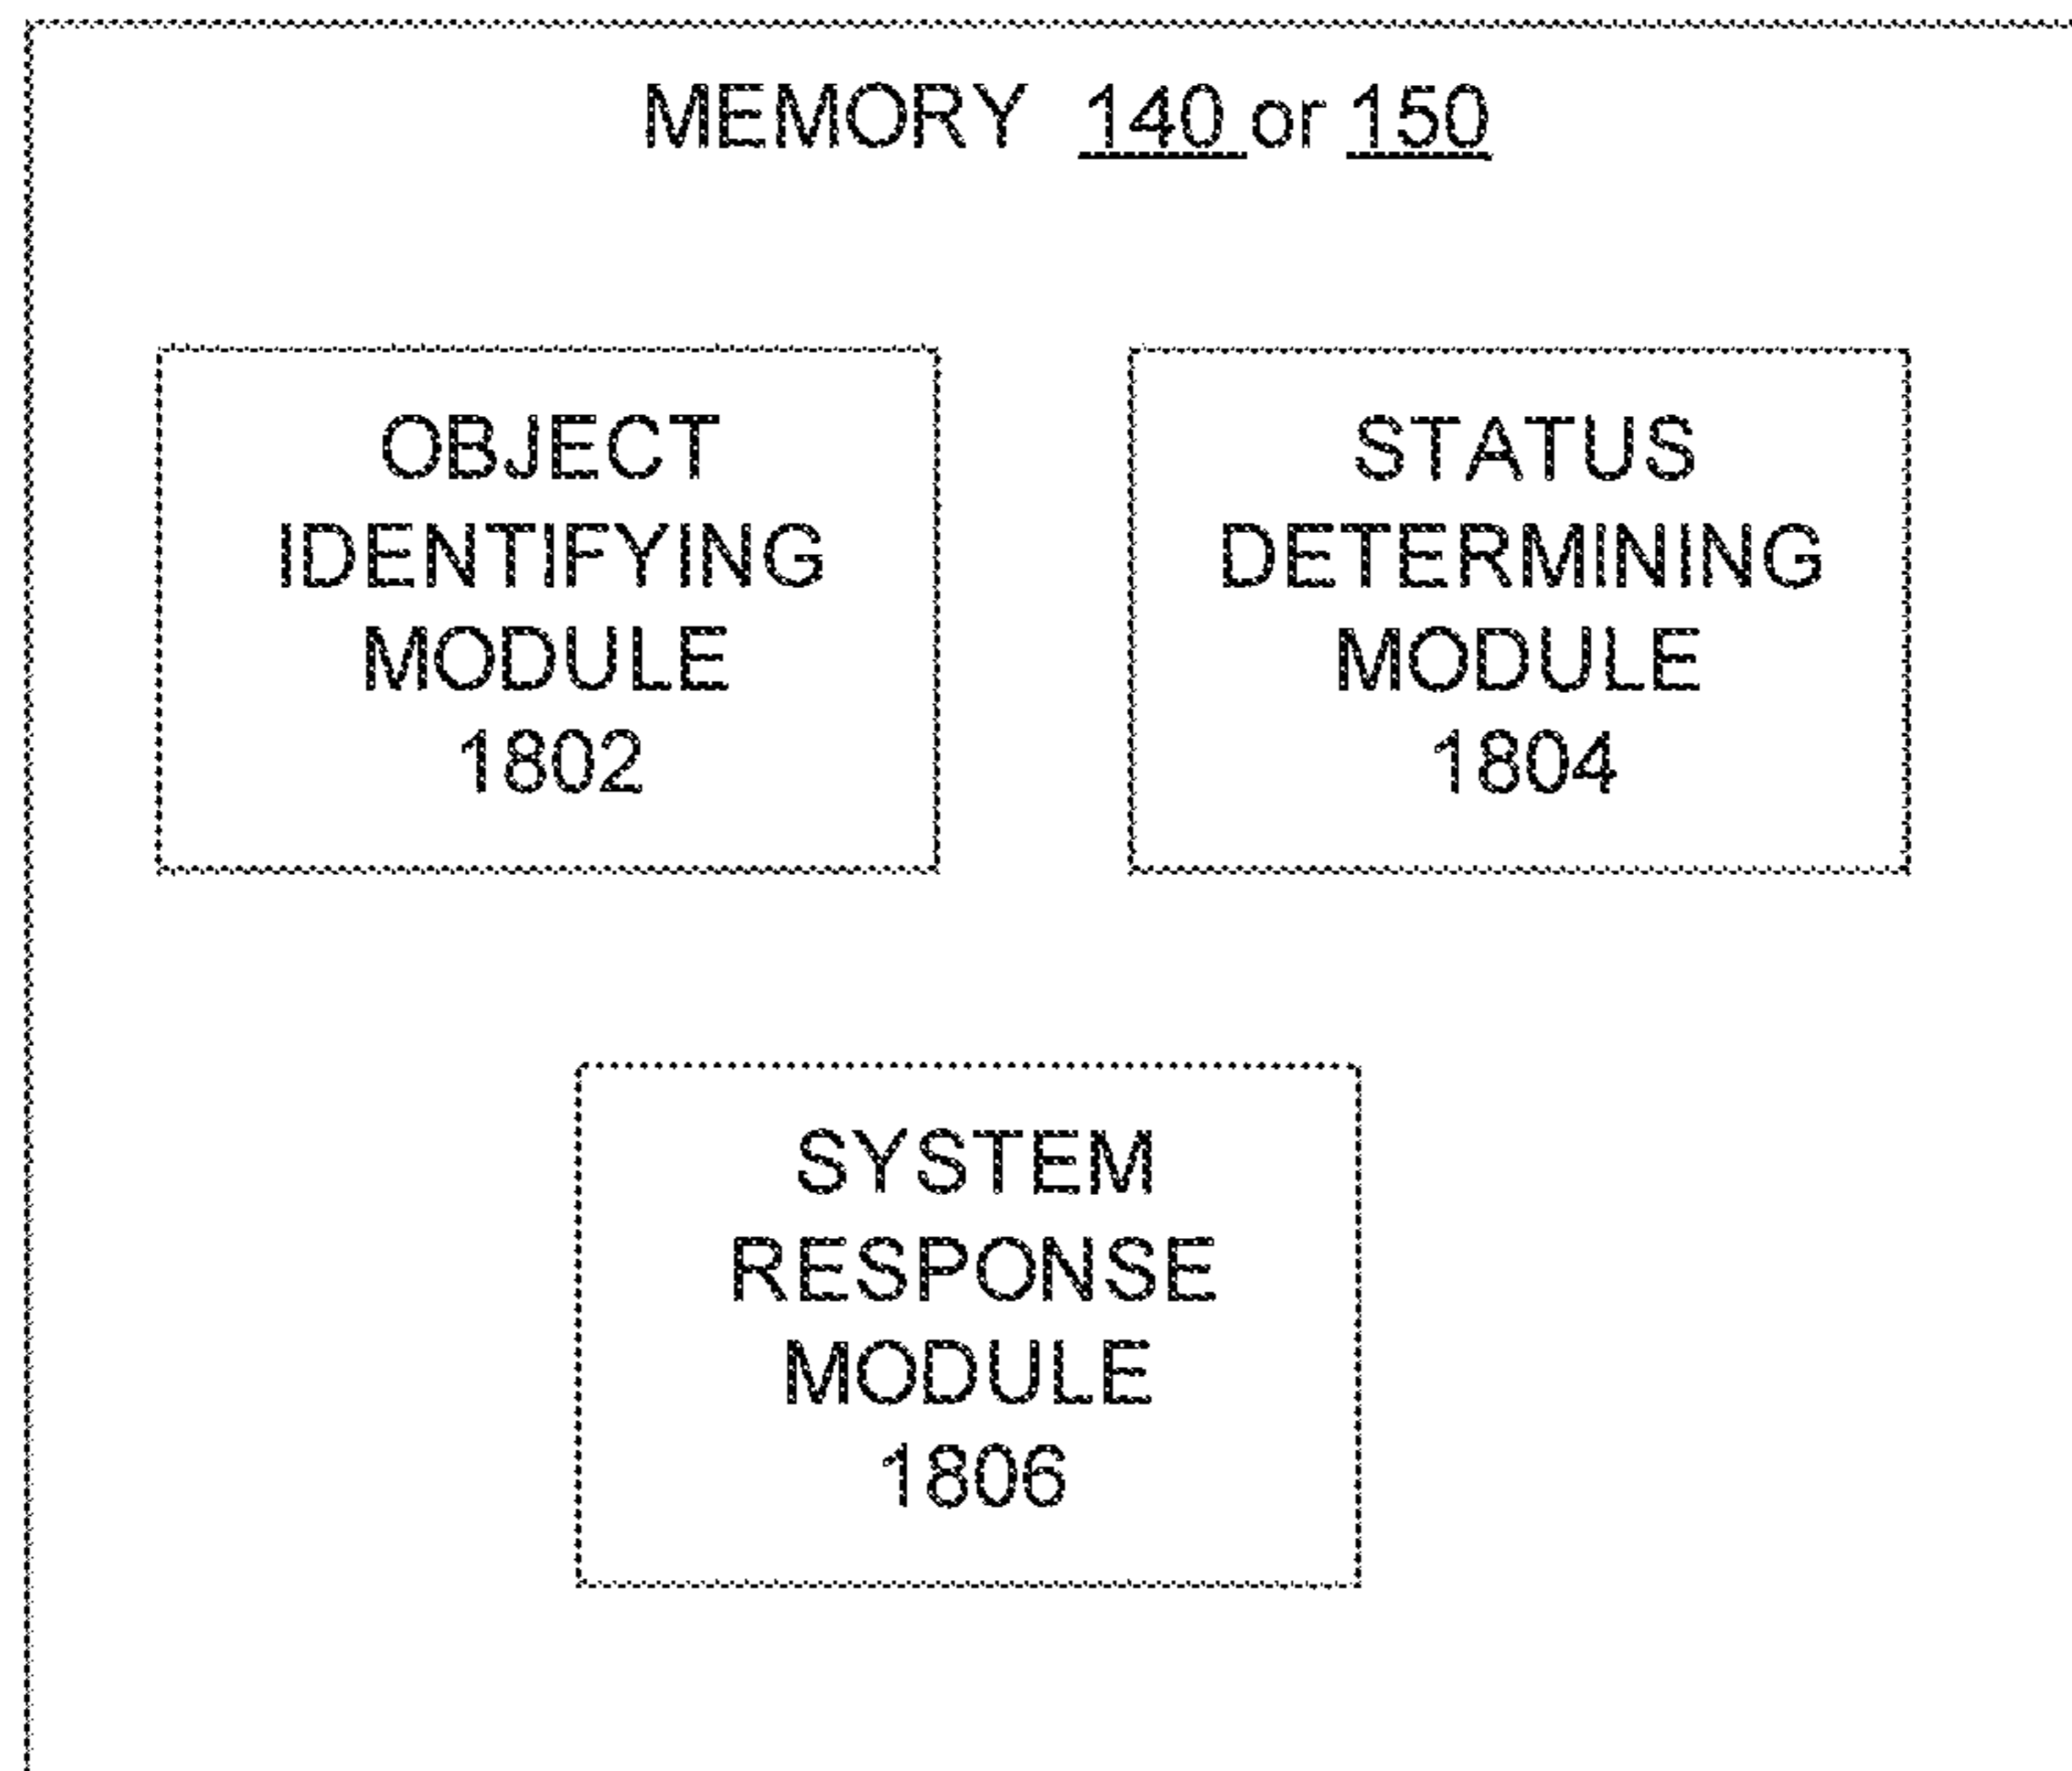 MEMORY 140 or 150
OBJECT
IDENTIFYING
MODULE
1802
STATUS
DETERMINING
MODULE
1804
SYSTEM
RESPONSE
MODULE
1806